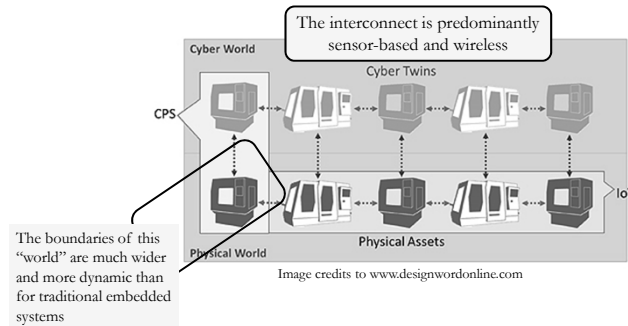 The interconnect is predominantly
sensor-based and wireless
Cyber World
Cyber Twins
CPS
IoT
The boundaries of this
“world” are much wider
and more dynamic than
for traditional embedded
systems
Physical World
Physical Assets
Image credits to www.designwordonline.com